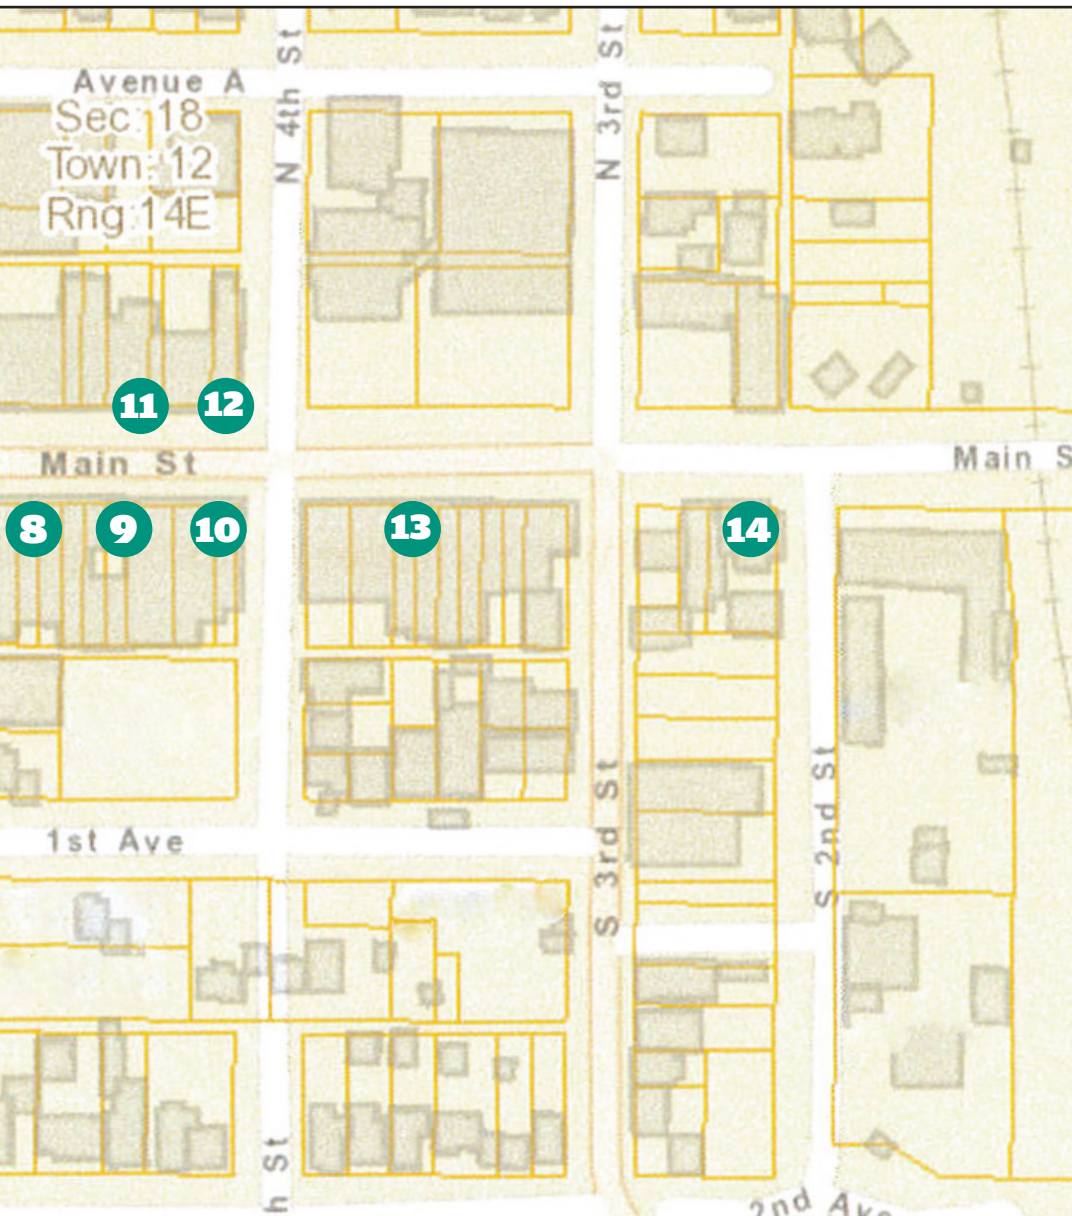 N 4th St
N 3rd St
Avenue A
Sec: 18
Town: 12
Rng:14E
11
12
Main St
Main S
8
9
10
13
14
S 3rd St
S 2nd St
1st Ave
h St
2nd Ave